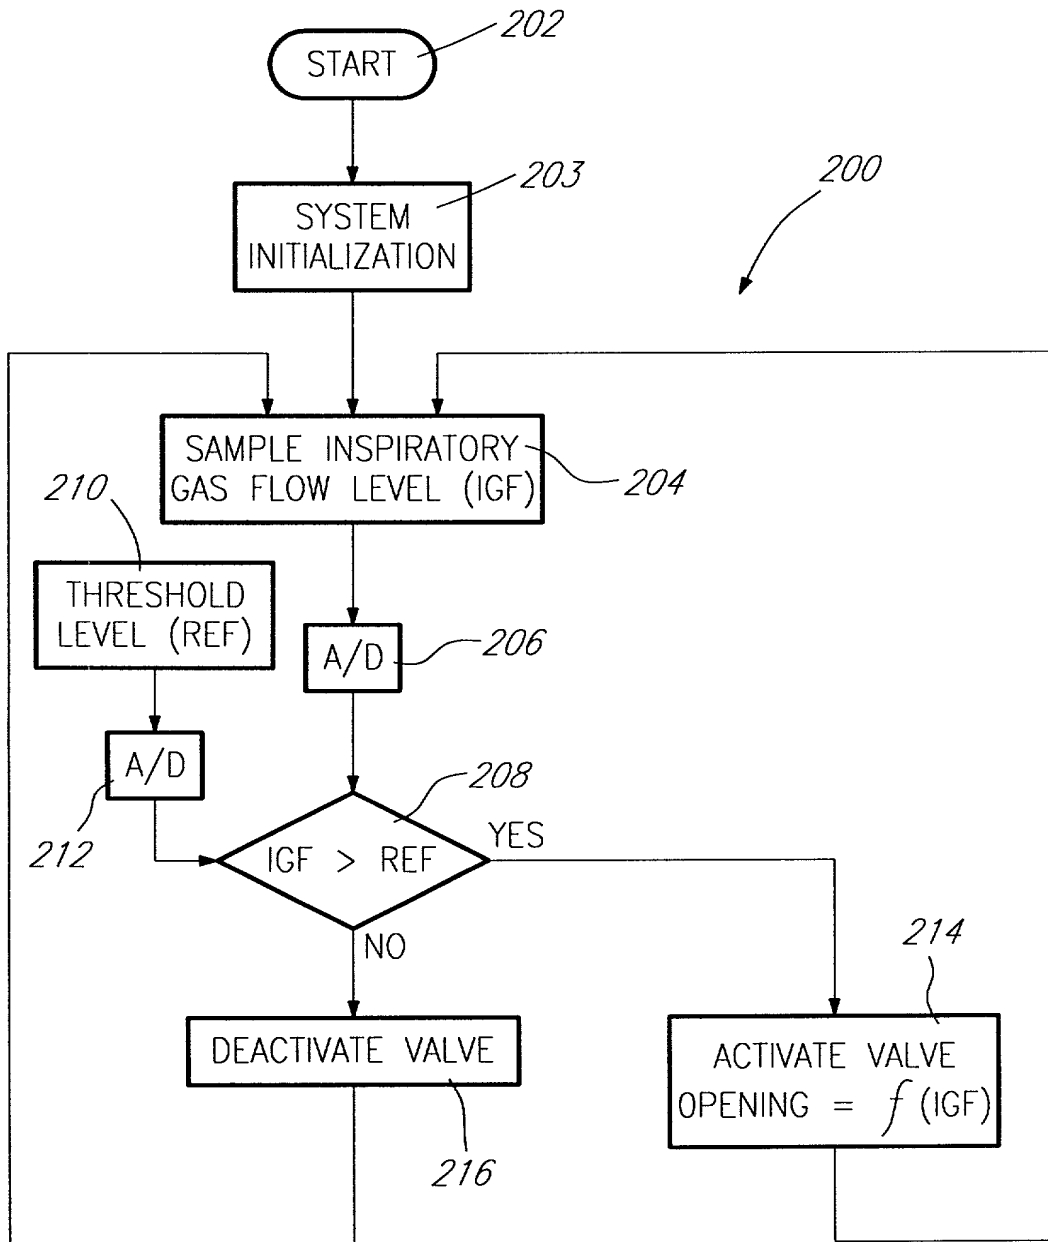 202
START
203
SYSTEM
INITIALIZATION
200
SAMPLE INSPIRATORY
GAS FLOW LEVEL (IGF)
204
210
THRESHOLD
LEVEL (REF)
A/D
206
A/D
212
208
IGF > REF
YES
NO
214
DEACTIVATE VALVE
216
ACTIVATE VALVE
OPENING = f (IGF)